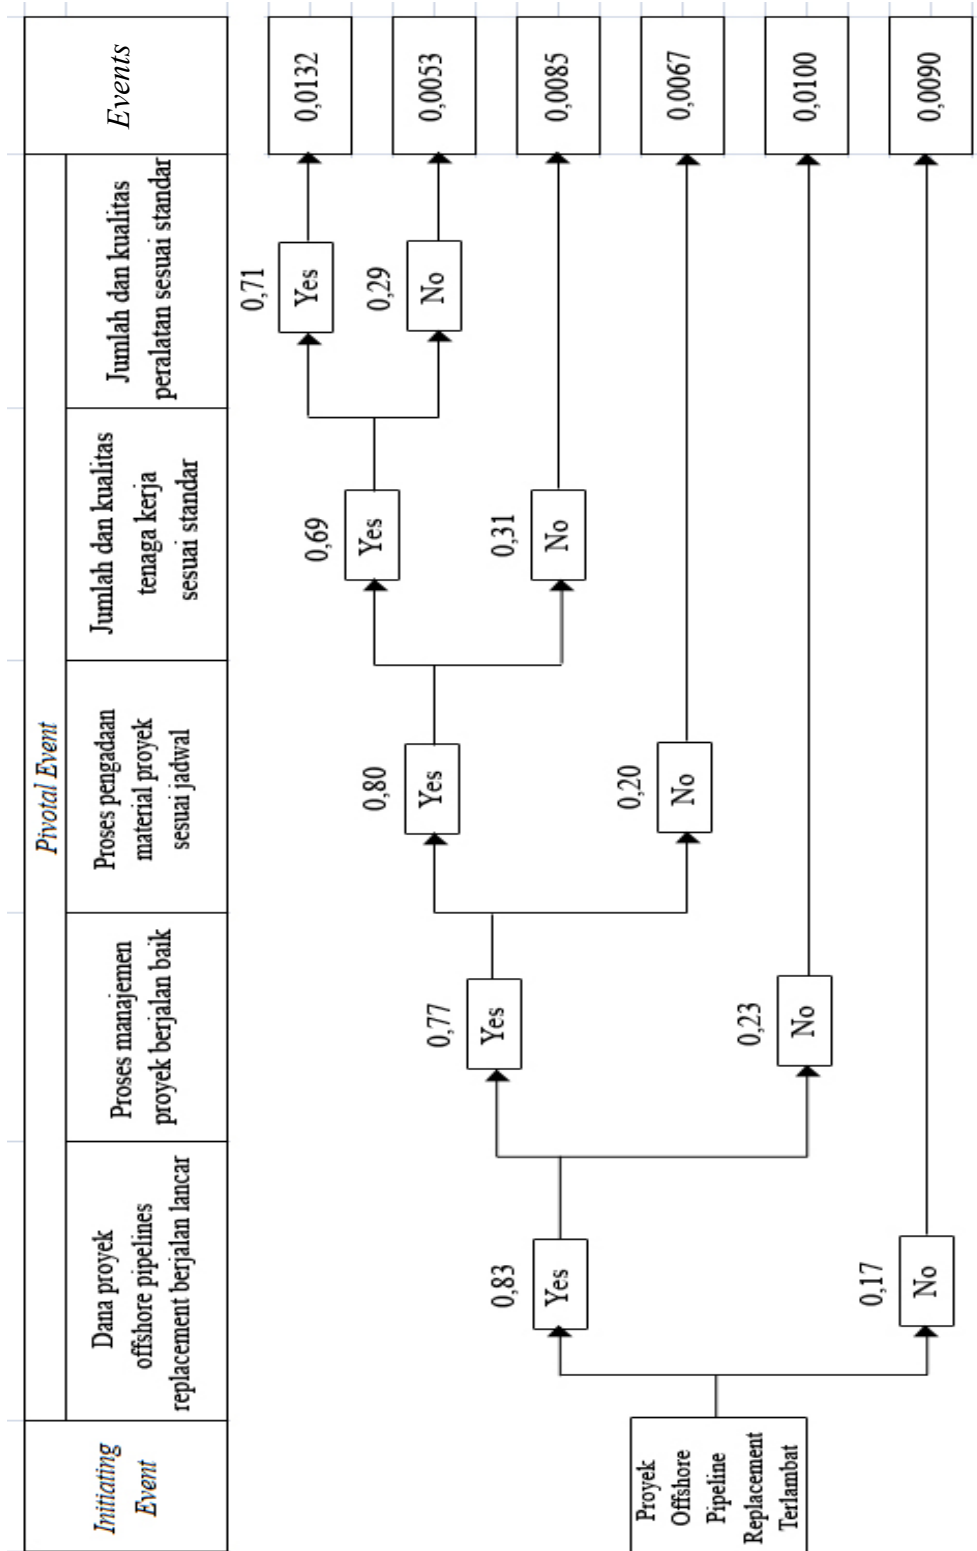 Initiating
Event
Pivotal Event
Events
Dana proyek
offshore pipelines
replacement berjalan lancar
Proses manajemen
proyek berjalan baik
Proses pengadaan
material proyek
sesuai jadwal
Jumlah dan kualitas
tenaga kerja
sesuai standar
Jumlah dan kualitas
peralatan sesuai standar
Proyek
Offshore
Pipeline
Replacement
Terlambat
0,83
Yes
0,17
No
0,77
Yes
0,23
No
0,80
Yes
0,20
No
0,69
Yes
0,31
No
0,71
Yes
0,29
No
0,0132
0,0053
0,0085
0,0067
0,0100
0,0090